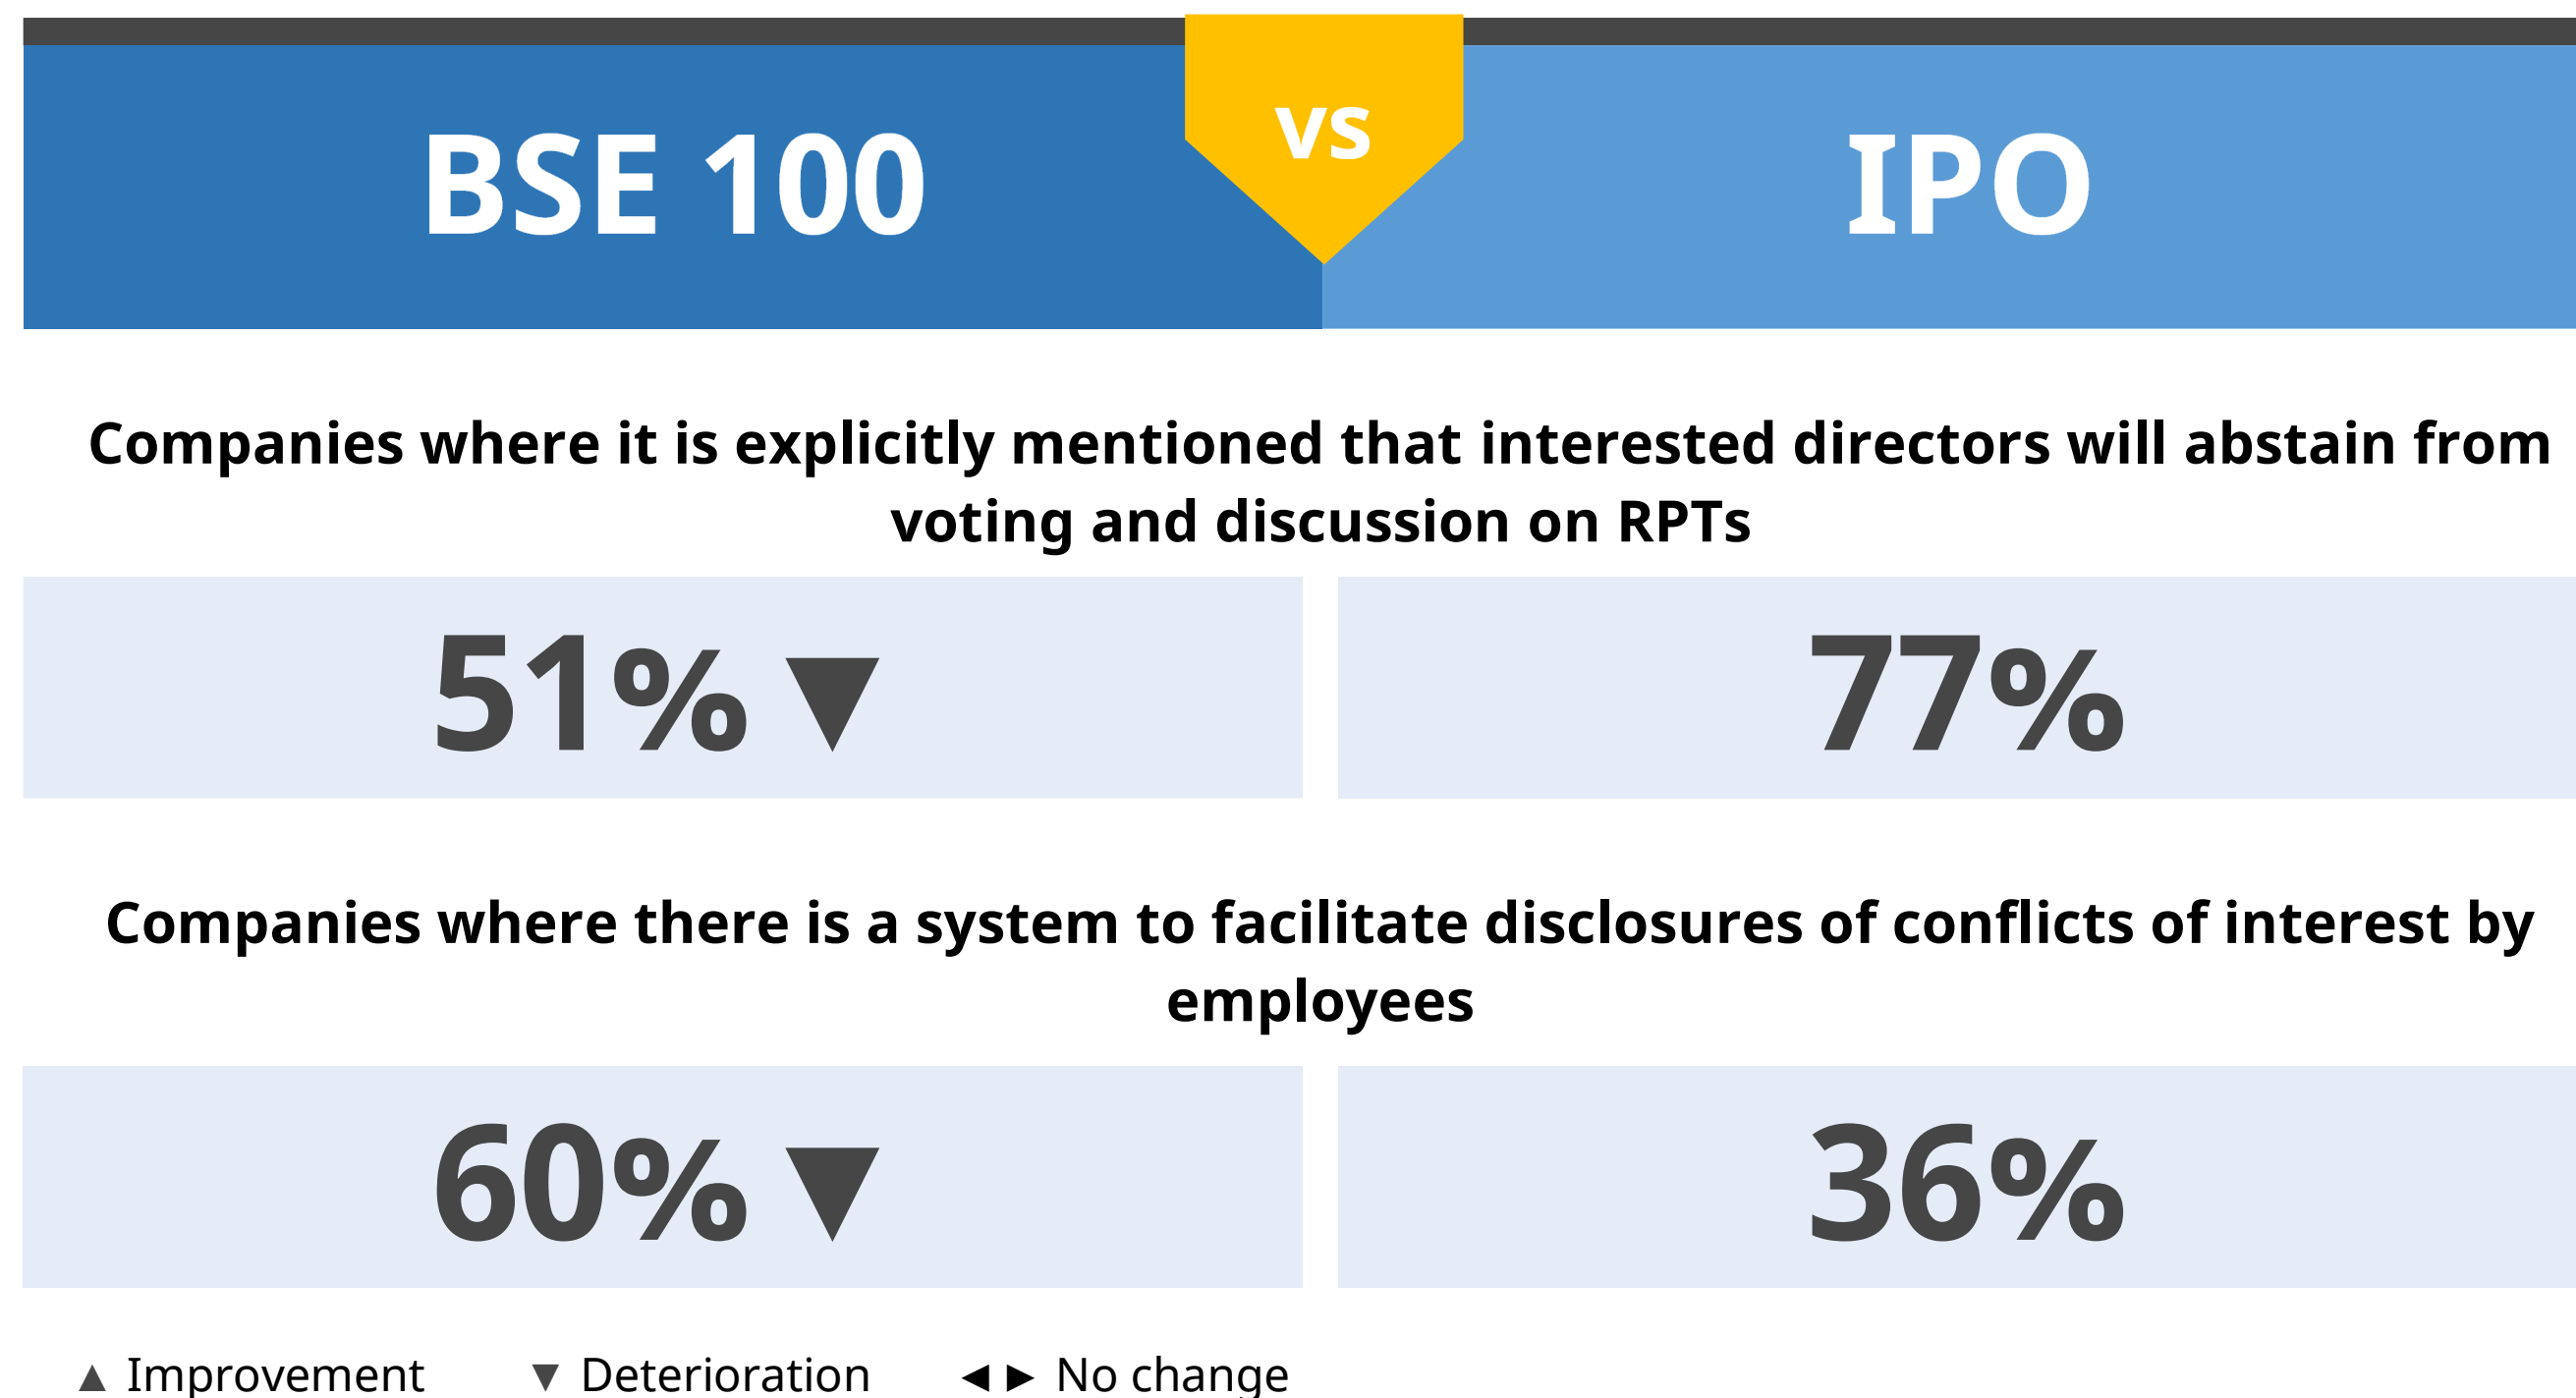 BSE 100 vs IPO
Companies where it is explicitly mentioned that interested directors will abstain from
voting and discussion on RPTs
51% ▼ 77%
Companies where there is a system to facilitate disclosures of conflicts of interest by
employees
60% ▼ 36%
▲ Improvement ▼ Deterioration ◄ ► No change